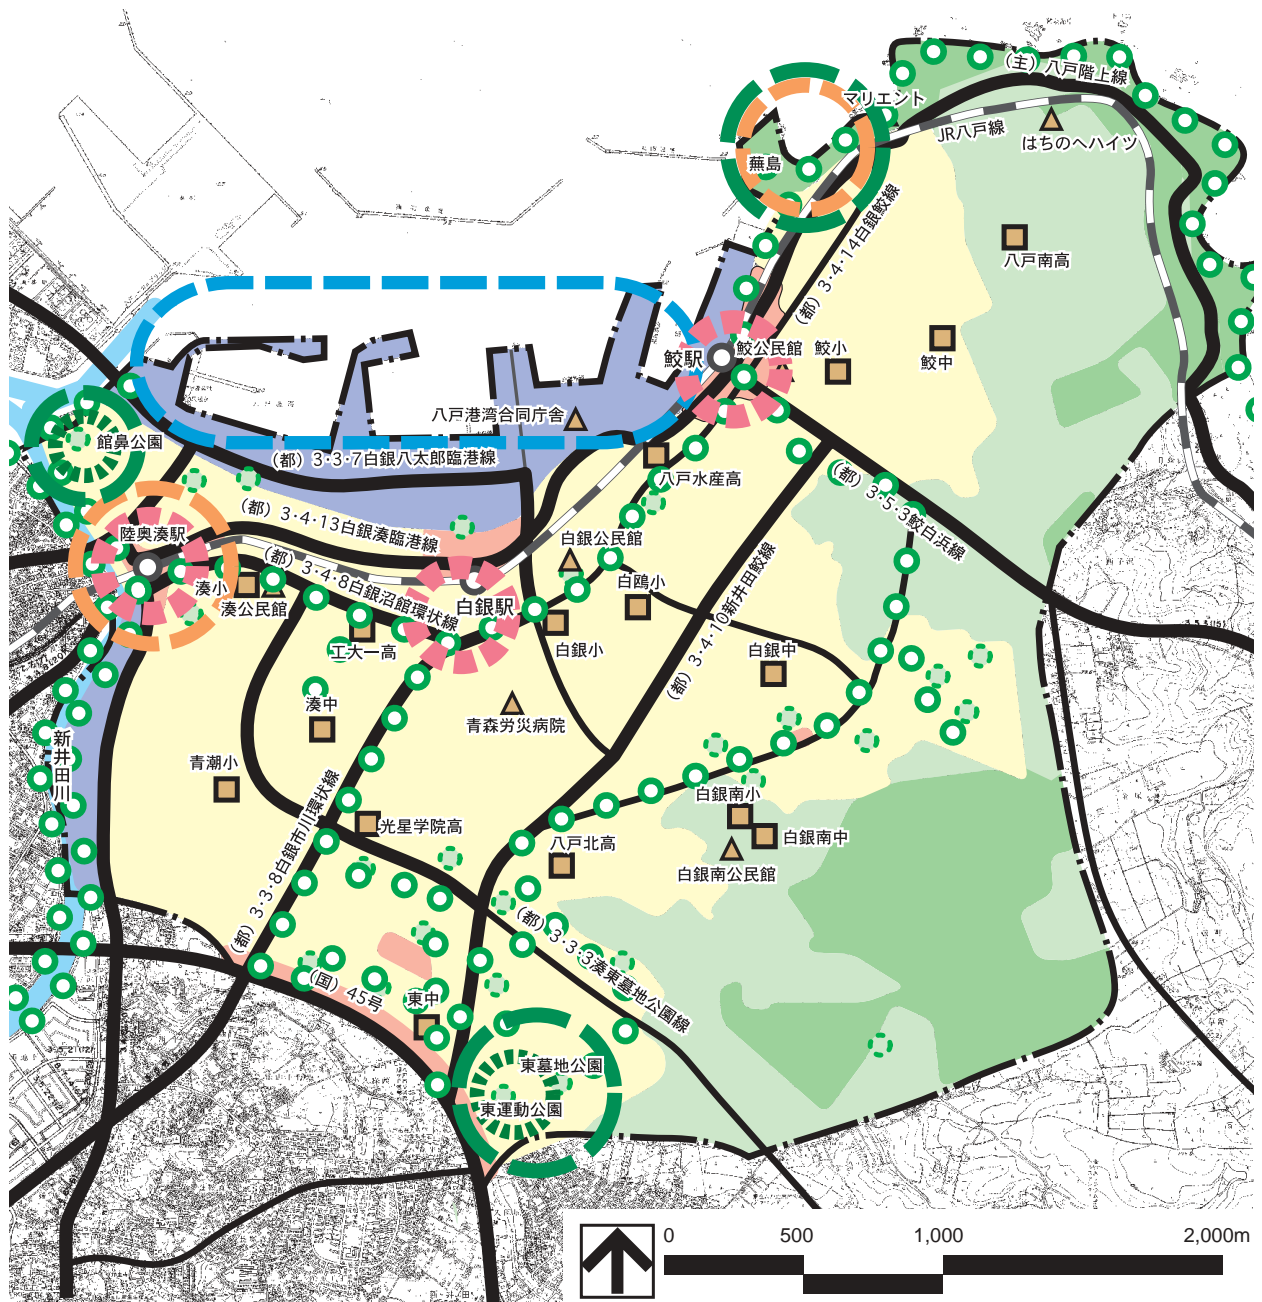 (主) 八戸階上線
マリエント
JR八戸線
はちのへハイツ
蕪島
(都) 3・4・14白銀鮫線
八戸南高
鮫駅
鮫公民館
鮫小
鮫中
八戸港湾合同庁舎
館鼻公園
(都) 3・3・7白銀八太郎臨港線
八戸水産高
(都) 3・5・3鮫白浜線
(都) 3・4・13白銀湊臨港線
陸奥湊駅
白銀公民館
(都) 3・4・8白銀沼館環状線
湊小
湊公民館
白鴎小
白銀駅
(都) 3・4・10新井田鮫線
工大一高
白銀小
白銀中
湊中
青森労災病院
新井田川
青潮小
白銀南小
(都) 3・3・8白銀市川環状線
光星学院高
八戸北高
白銀南中
白銀南公民館
(都) 3・3・3湊東墓地公園線
(国) 45号
東中
東墓地公園
東運動公園
0 500 1,000 2,000m